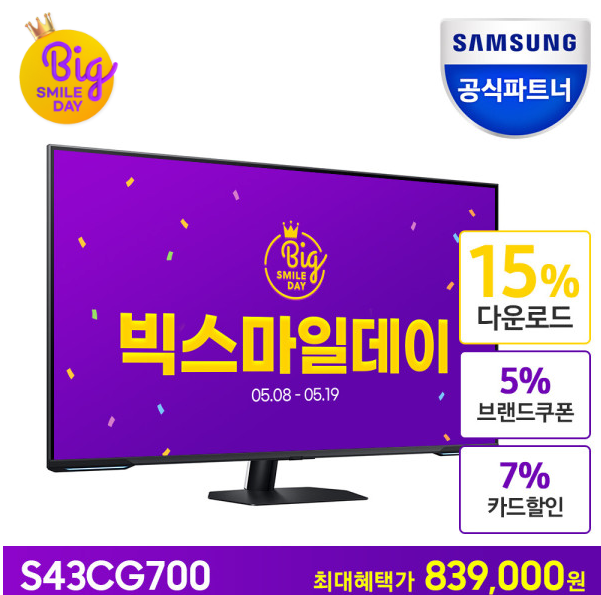 Big
SMILE
DAY
SAMSUNG
공식파트너
Big
SMILE
DAY
빅스마일데이
05.08 - 05.19
15%
다운로드
5%
브랜드쿠폰
7%
카드할인
S43CG700
최대혜택가 839,000원